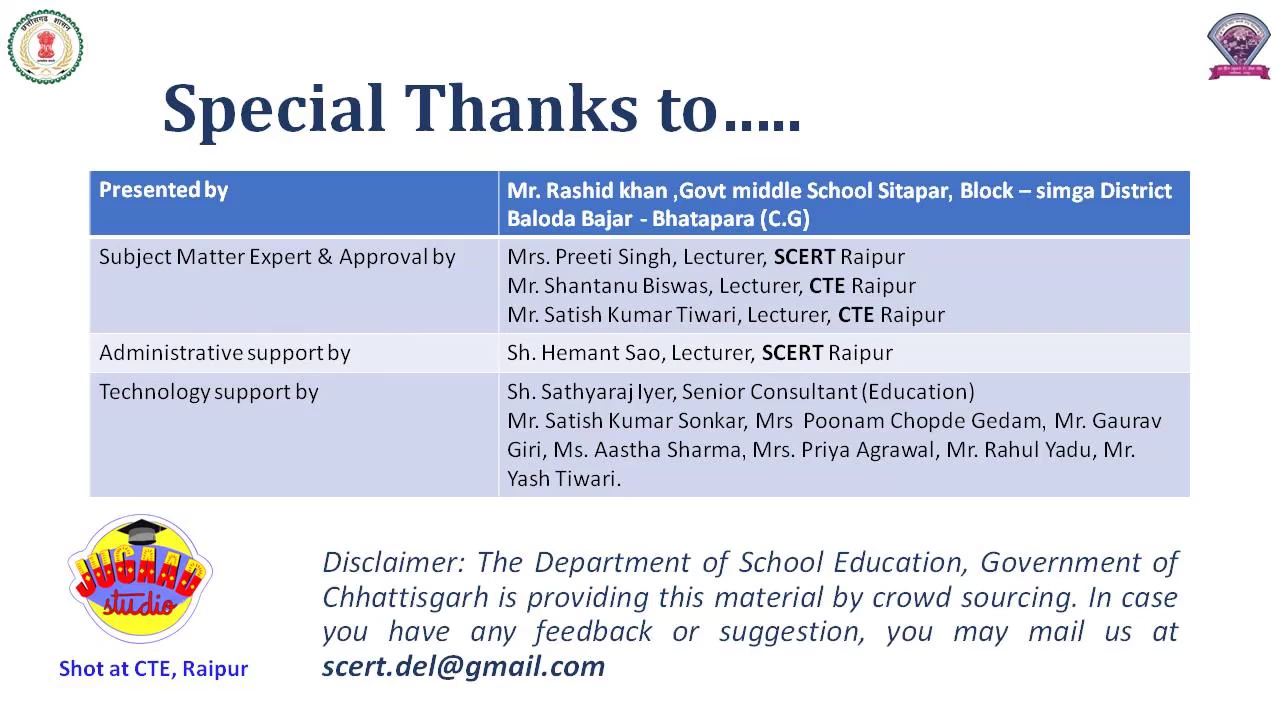 छत्तीसगढ़ शासन
Special Thanks to.....
Presented by
Mr. Rashid khan ,Govt middle School Sitapar, Block – simga District
Baloda Bajar - Bhatapara (C.G)
Subject Matter Expert & Approval by
Mrs. Preeti Singh, Lecturer, SCERT Raipur
Mr. Shantanu Biswas, Lecturer, CTE Raipur
Mr. Satish Kumar Tiwari, Lecturer, CTE Raipur
Administrative support by
Sh. Hemant Sao, Lecturer, SCERT Raipur
Technology support by
Sh. Sathyaraj Iyer, Senior Consultant (Education)
Mr. Satish Kumar Sonkar, Mrs  Poonam Chopde Gedam, Mr. Gaurav
Giri, Ms. Aastha Sharma, Mrs. Priya Agrawal, Mr. Rahul Yadu, Mr.
Yash Tiwari.
JUGAAD
studio
Shot at CTE, Raipur
Disclaimer: The Department of School Education, Government of
Chhattisgarh is providing this material by crowd sourcing. In case
you have any feedback or suggestion, you may mail us at
scert.del@gmail.com